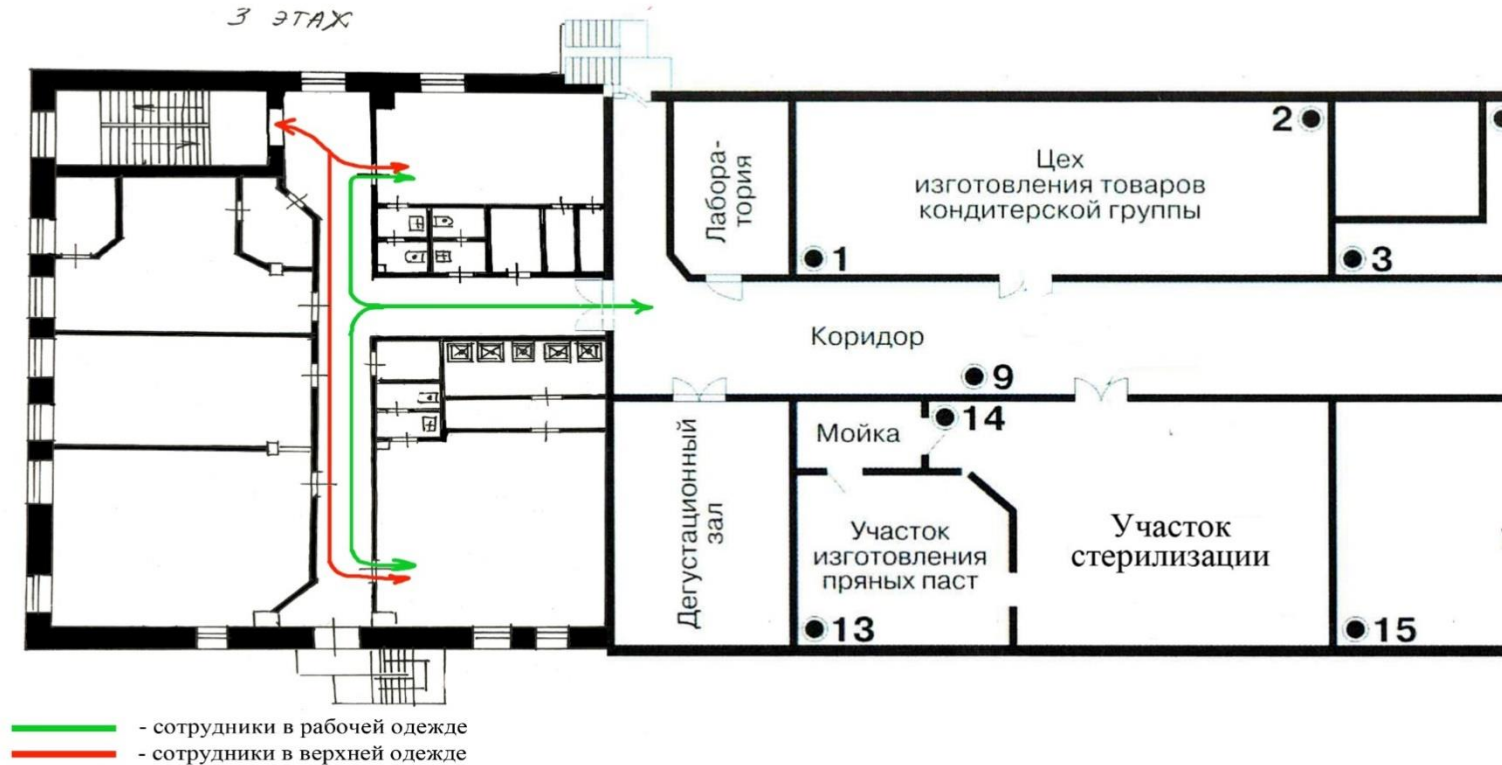 3 ЭТАЖ
Лабора-
тория
2
Цех
изготовления товаров
кондитерской группы
1
3
Коридор
9
Дегустационный
зал
Мойка
14
Участок
изготовления
пряных паст
13
Участок
стерилизации
15
- сотрудники в рабочей одежде
- сотрудники в верхней одежде